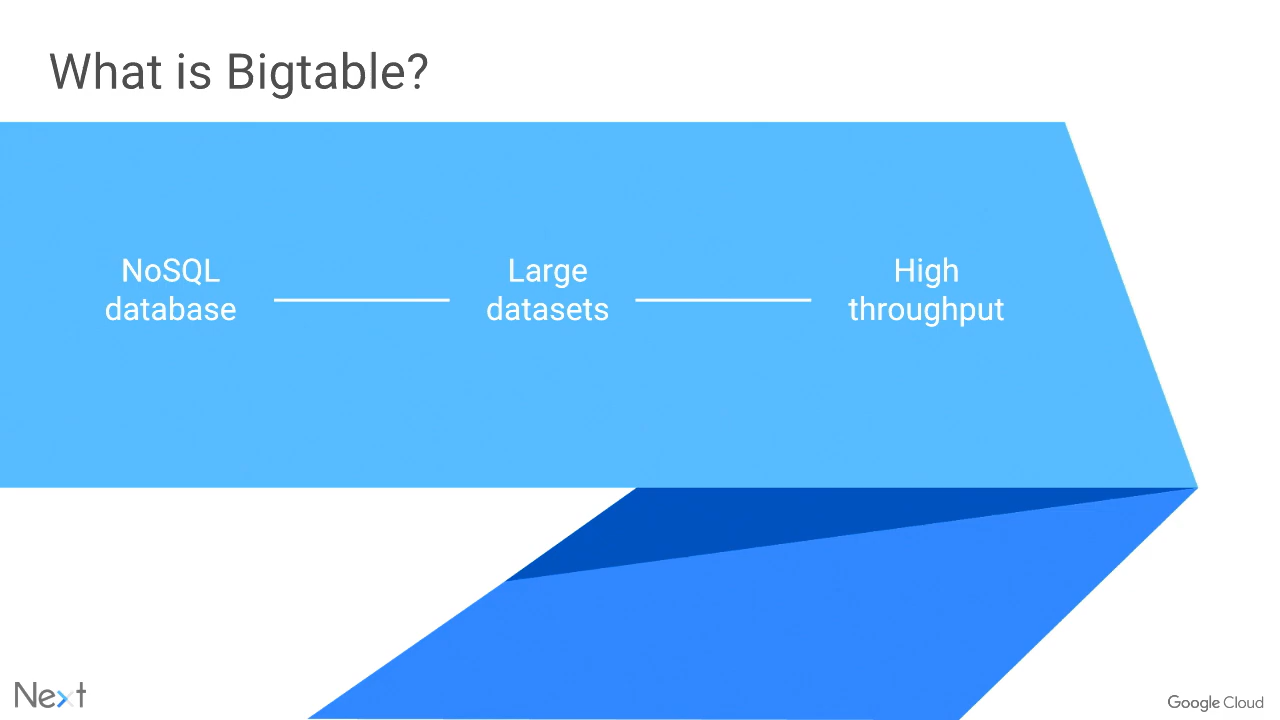 What is Bigtable?
NoSQL
database
Large
datasets
High
throughput
Next
Google Cloud